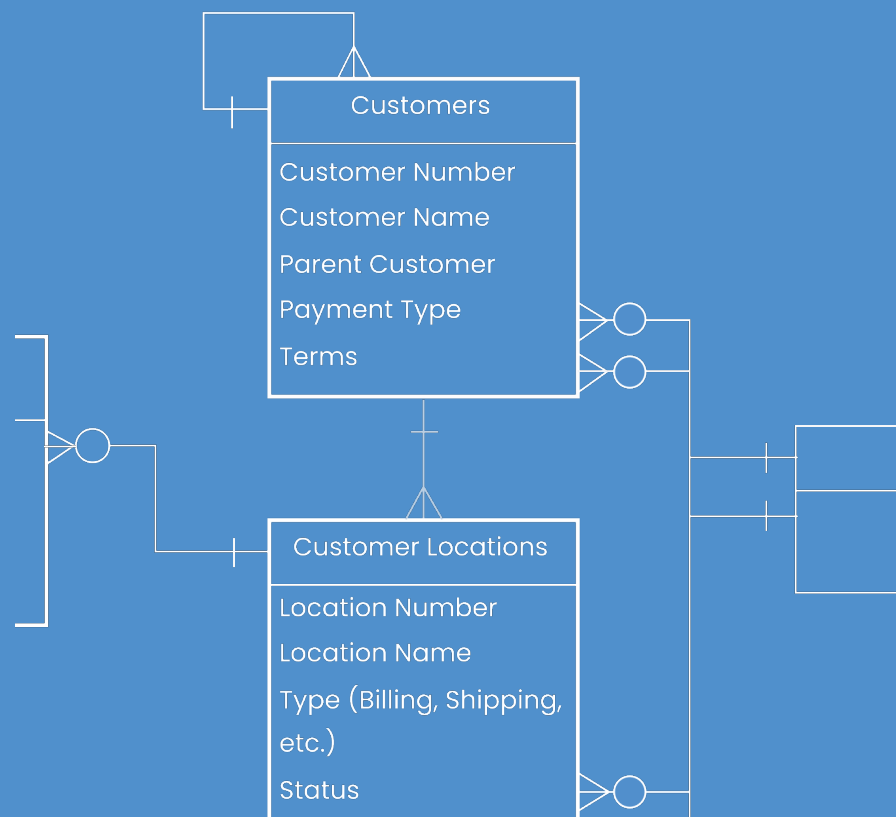 Customers
Customer Number
Customer Name
Parent Customer
Payment Type
Terms
Customer Locations
Location Number
Location Name
Type (Billing, Shipping,
etc.)
Status